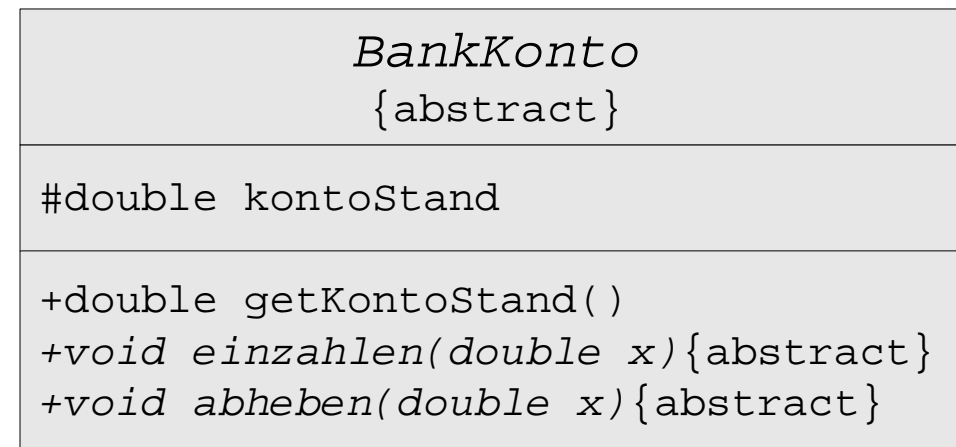 BankKonto
{abstract}
#double kontoStand
+double getKontoStand()
+void einzahlen(double x){abstract}
+void abheben(double x){abstract}